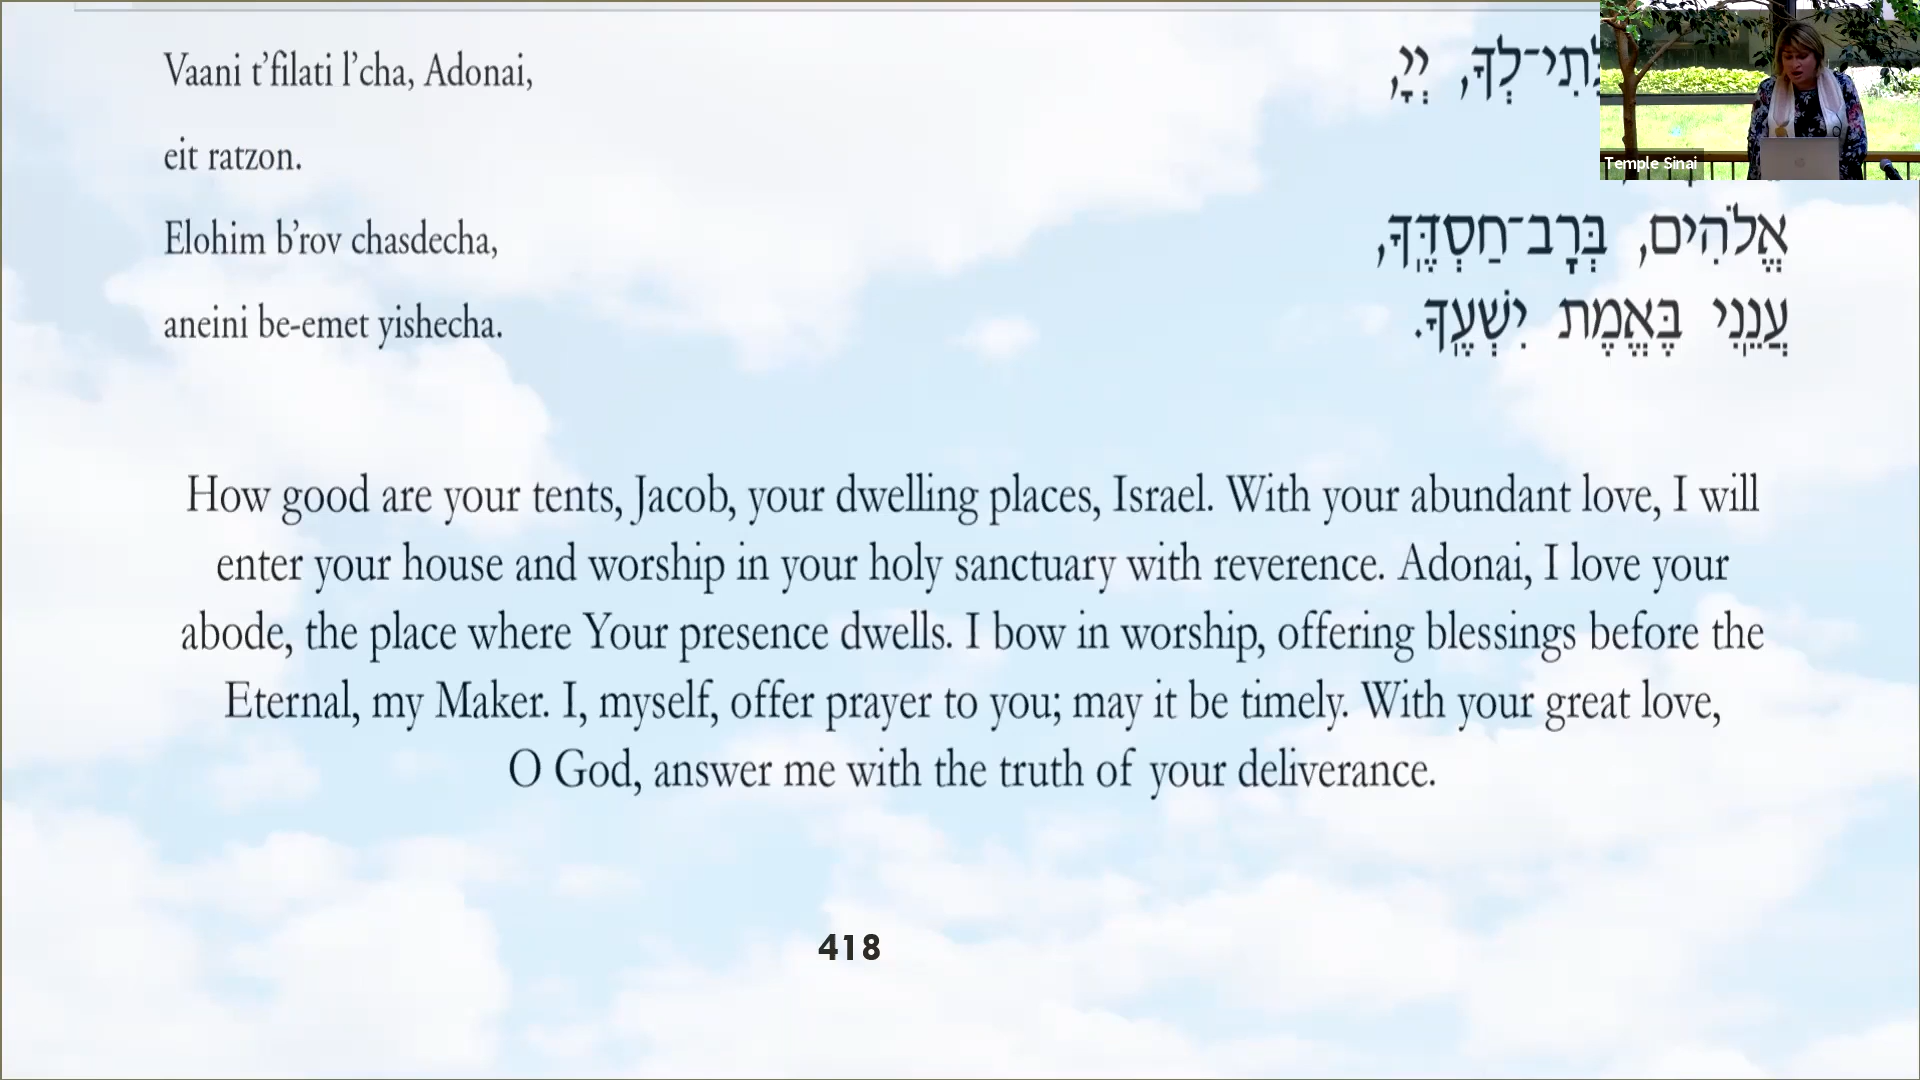 Vaani t'filati l'cha, Adonai,
eit ratzon.
Elohim b'rov chasdecha,
aneini be-emet yishecha.
לְךָ, יְיָ,
אֱלֹהִים, בְּרָב־חַסְדֶּֽךָ,
עֲנֵֽנִי בֶּאֱמֶת יִשְׁעֶֽךָ.
Temple Sinai
How good are your tents, Jacob, your dwelling places, Israel. With your abundant love, I will
enter your house and worship in your holy sanctuary with reverence. Adonai, I love your
abode, the place where Your presence dwells. I bow in worship, offering blessings before the
Eternal, my Maker. I, myself, offer prayer to you; may it be timely. With your great love,
O God, answer me with the truth of your deliverance.
418